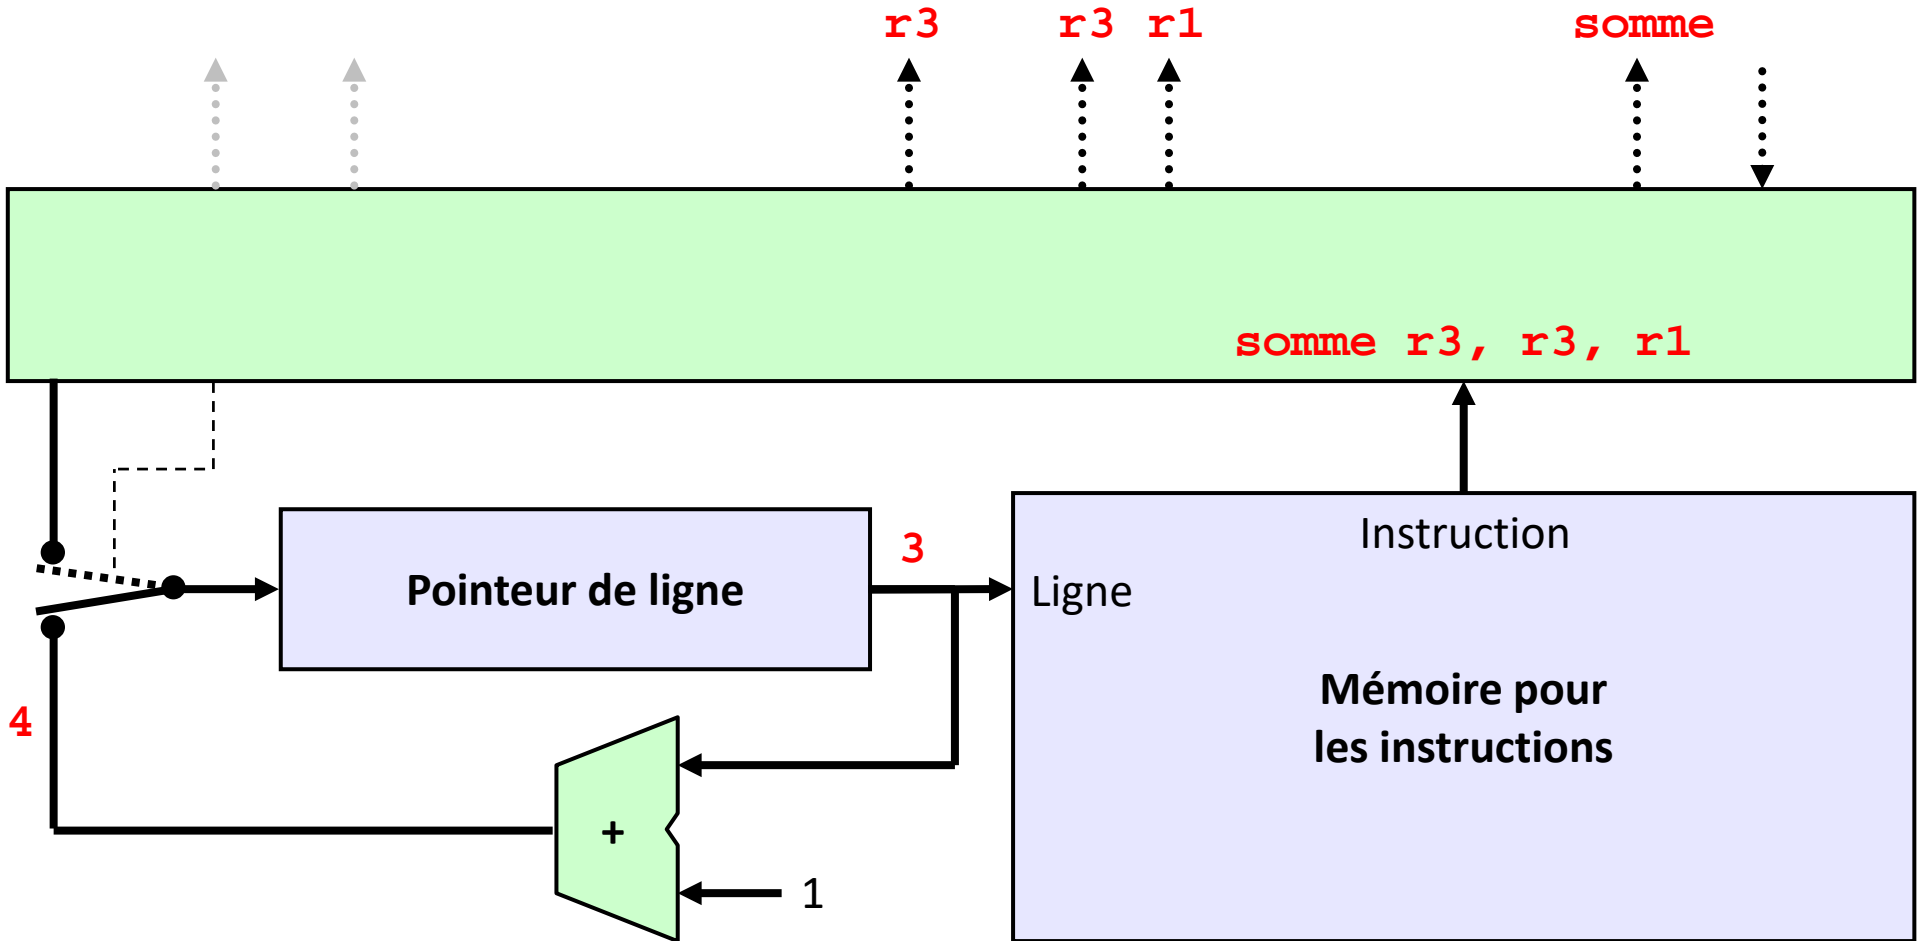 r3 r3 r1 somme
somme r3, r3, r1
Instruction
3
Pointeur de ligne
Ligne
Mémoire pour
les instructions
4
+
1